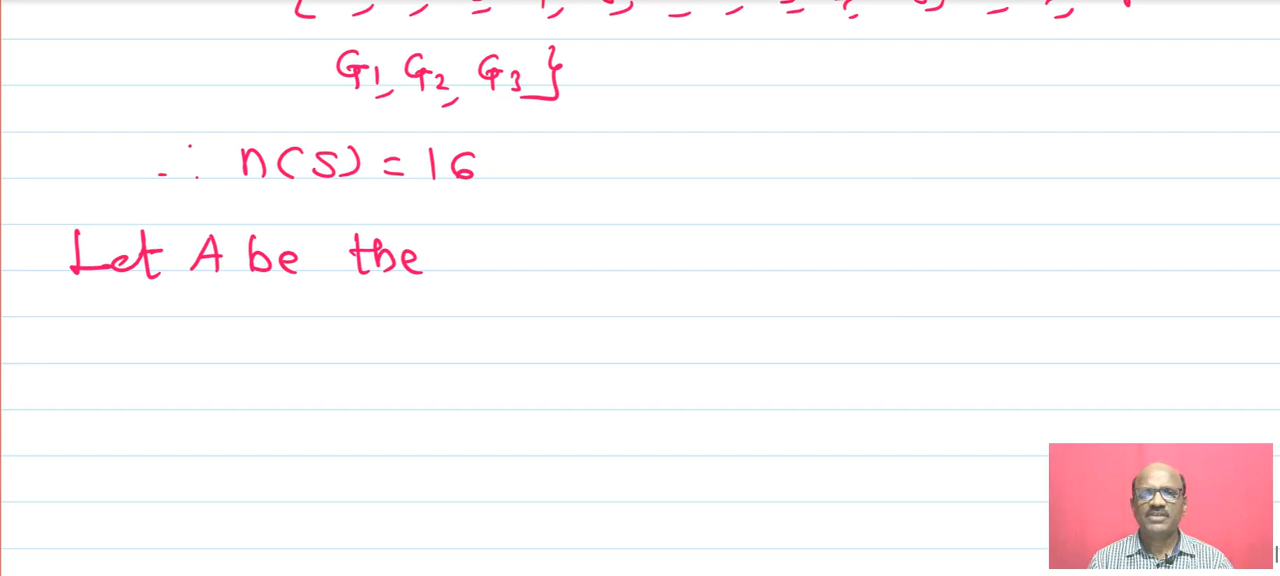 G1, G2, G3}
∴ n(S) = 16
Let A be the